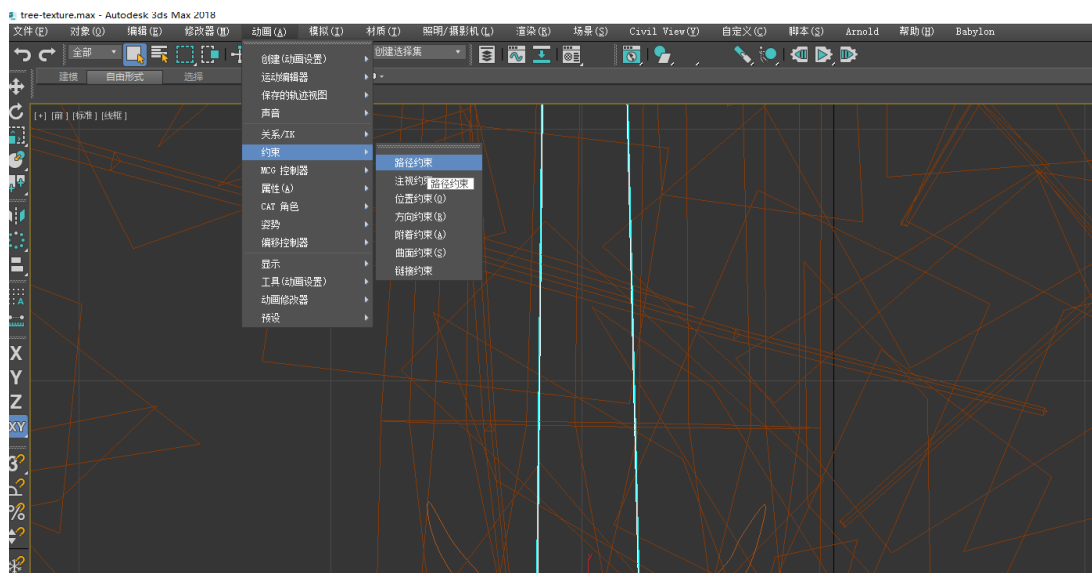 tree-texture.max - Autodesk 3ds Max 2018
文件(F) 对象(O) 编辑(E) 修改器(M) 动画(A) 模拟(I) 材质(T) 照明/摄影机(L) 渲染(R) 场景(S) Civil View(V) 自定义(C) 脚本(S) Arnold 帮助(H) Babylon
全部 创建选择集
建模 自由形式 选择
[+] [前] [标准] [线框]
创建(动画设置)
运动编辑器
保存的轨迹视图
声音
关系/IK
约束
MCG 控制器
属性(A)
CAT 角色
姿势
偏移控制器
显示
工具(动画设置)
动画修改器
预设
路径约束
注视约
路径约束
位置约束(O)
方向约束(R)
附着约束(A)
曲面约束(S)
链接约束
X
Y
Z
XY
3
%